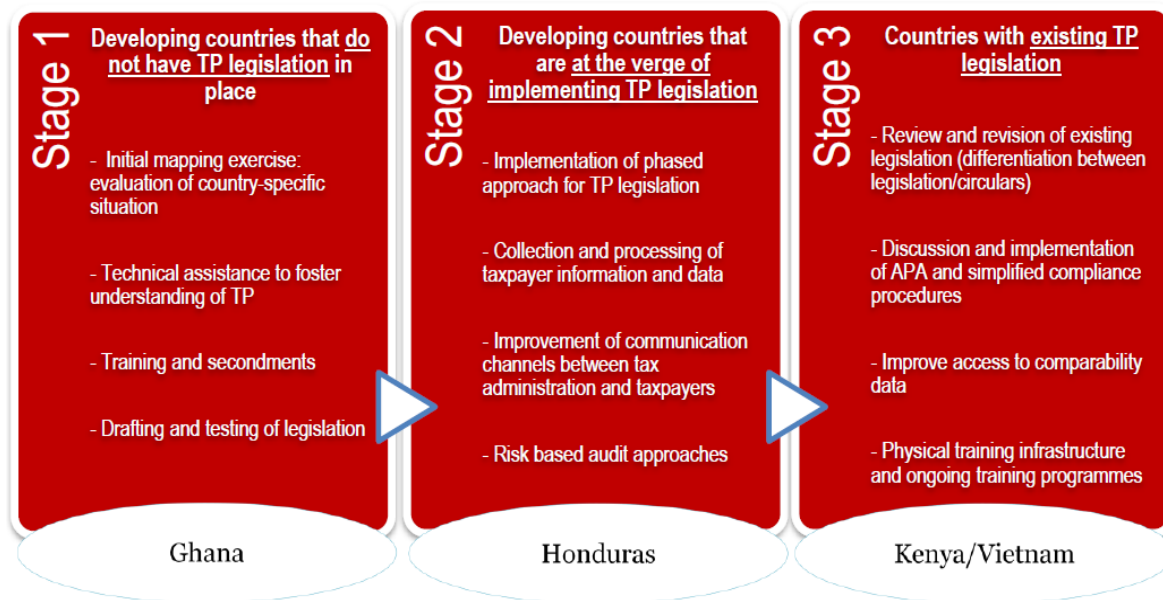 Stage 1
Developing countries that do
not have TP legislation in
place
- Initial mapping exercise:
evaluation of country-specific
situation
- Technical assistance to foster
understanding of TP
- Training and secondments
- Drafting and testing of legislation
Ghana
Stage 2
Developing countries that
are at the verge of
implementing TP legislation
- Implementation of phased
approach for TP legislation
- Collection and processing of
taxpayer information and data
- Improvement of communication
channels between tax
administration and taxpayers
- Risk based audit approaches
Honduras
Stage 3
Countries with existing TP
legislation
- Review and revision of existing
legislation (differentiation between
legislation/circulars)
- Discussion and implementation
of APA and simplified compliance
procedures
- Improve access to comparability
data
- Physical training infrastructure
and ongoing training programmes
Kenya/Vietnam